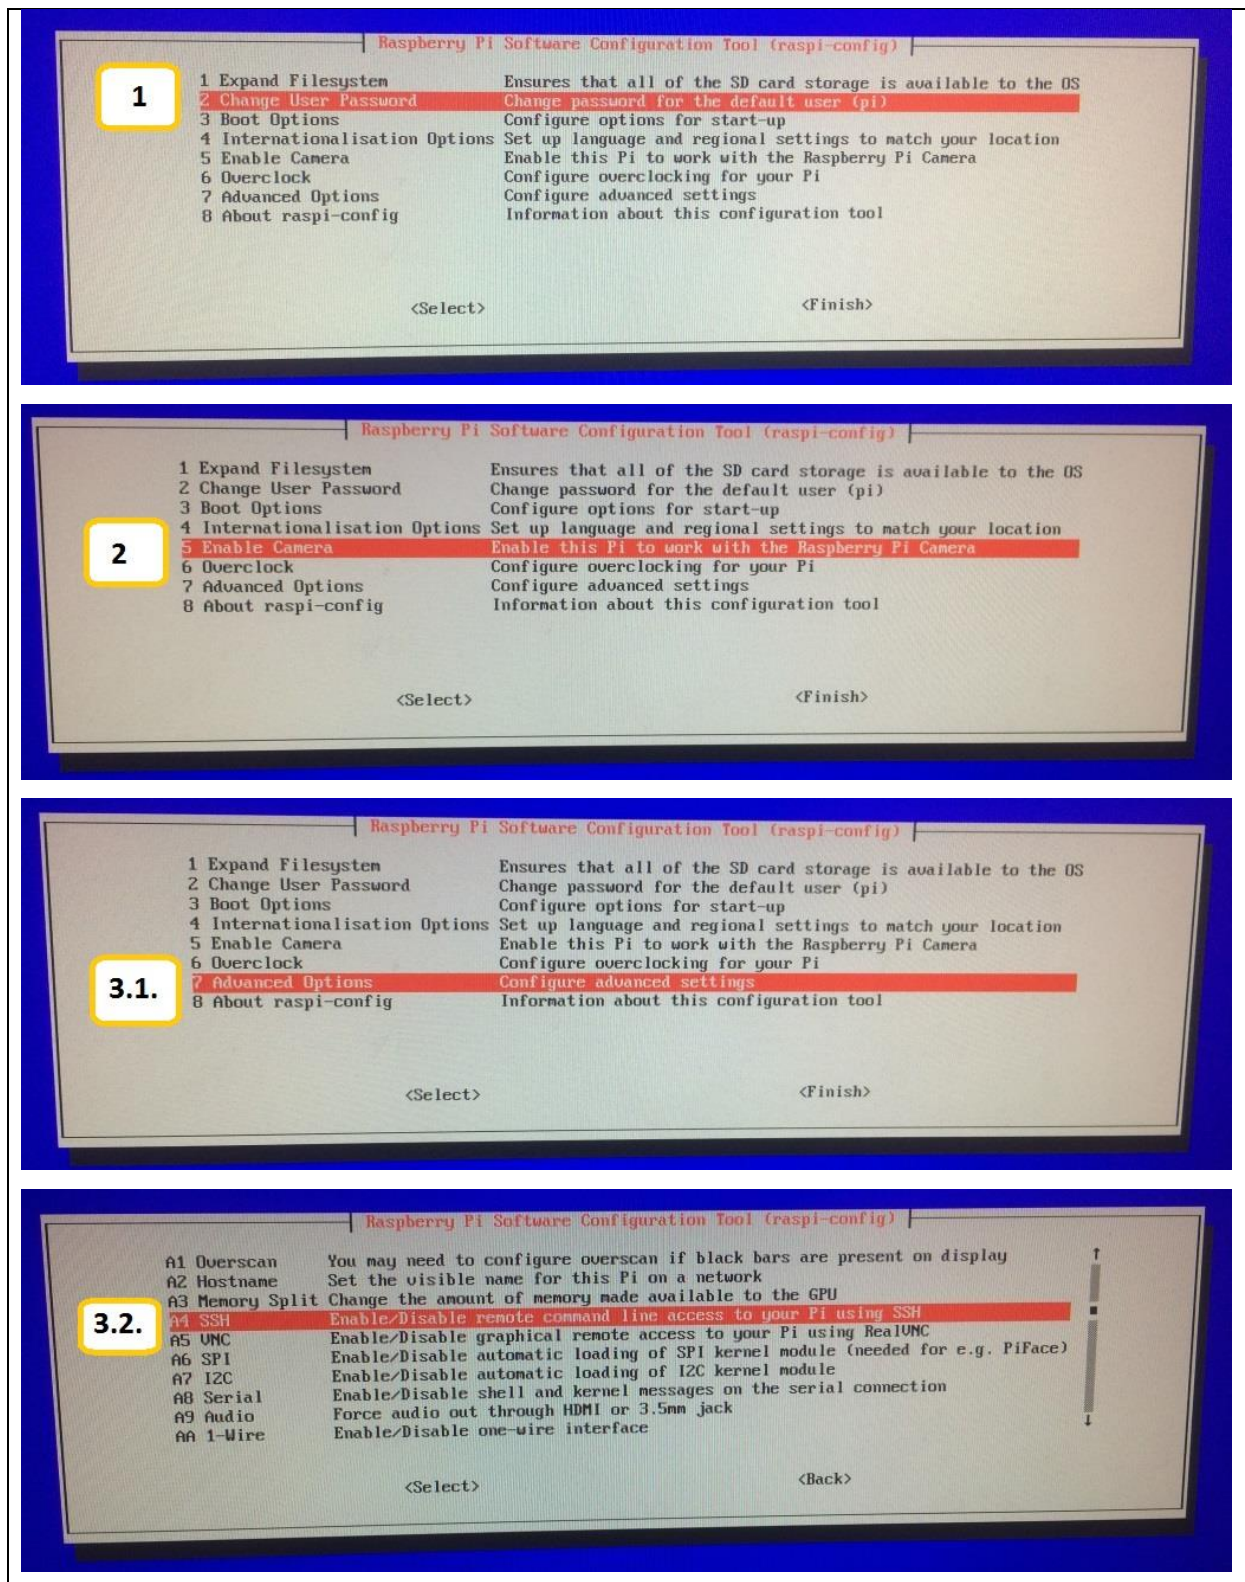 Raspberry Pi Software Configuration Tool (raspi-config)
1
1 Expand Filesystem Ensures that all of the SD card storage is available to the OS
2 Change User Password Change password for the default user (pi)
3 Boot Options Configure options for start-up
4 Internationalisation Options Set up language and regional settings to match your location
5 Enable Camera Enable this Pi to work with the Raspberry Pi Camera
6 Overclock Configure overclocking for your Pi
7 Advanced Options Configure advanced settings
8 About raspi-config Information about this configuration tool
<Select> <Finish>
Raspberry Pi Software Configuration Tool (raspi-config)
1 Expand Filesystem Ensures that all of the SD card storage is available to the OS
2 Change User Password Change password for the default user (pi)
3 Boot Options Configure options for start-up
4 Internationalisation Options Set up language and regional settings to match your location
2
5 Enable Camera Enable this Pi to work with the Raspberry Pi Camera
6 Overclock Configure overclocking for your Pi
7 Advanced Options Configure advanced settings
8 About raspi-config Information about this configuration tool
<Select> <Finish>
Raspberry Pi Software Configuration Tool (raspi-config)
1 Expand Filesystem Ensures that all of the SD card storage is available to the OS
2 Change User Password Change password for the default user (pi)
3 Boot Options Configure options for start-up
4 Internationalisation Options Set up language and regional settings to match your location
5 Enable Camera Enable this Pi to work with the Raspberry Pi Camera
6 Overclock Configure overclocking for your Pi
3.1.
7 Advanced Options Configure advanced settings
8 About raspi-config Information about this configuration tool
<Select> <Finish>
Raspberry Pi Software Configuration Tool (raspi-config)
A1 Overscan You may need to configure overscan if black bars are present on display
A2 Hostname Set the visible name for this Pi on a network
A3 Memory Split Change the amount of memory made available to the GPU
3.2.
A4 SSH Enable/Disable remote command line access to your Pi using SSH
A5 VNC Enable/Disable graphical remote access to your Pi using RealVNC
A6 SPI Enable/Disable automatic loading of SPI kernel module (needed for e.g. PiFace)
A7 I2C Enable/Disable automatic loading of I2C kernel module
A8 Serial Enable/Disable shell and kernel messages on the serial connection
A9 Audio Force audio out through HDMI or 3.5mm jack
AA 1-Wire Enable/Disable one-wire interface
<Select> <Back>